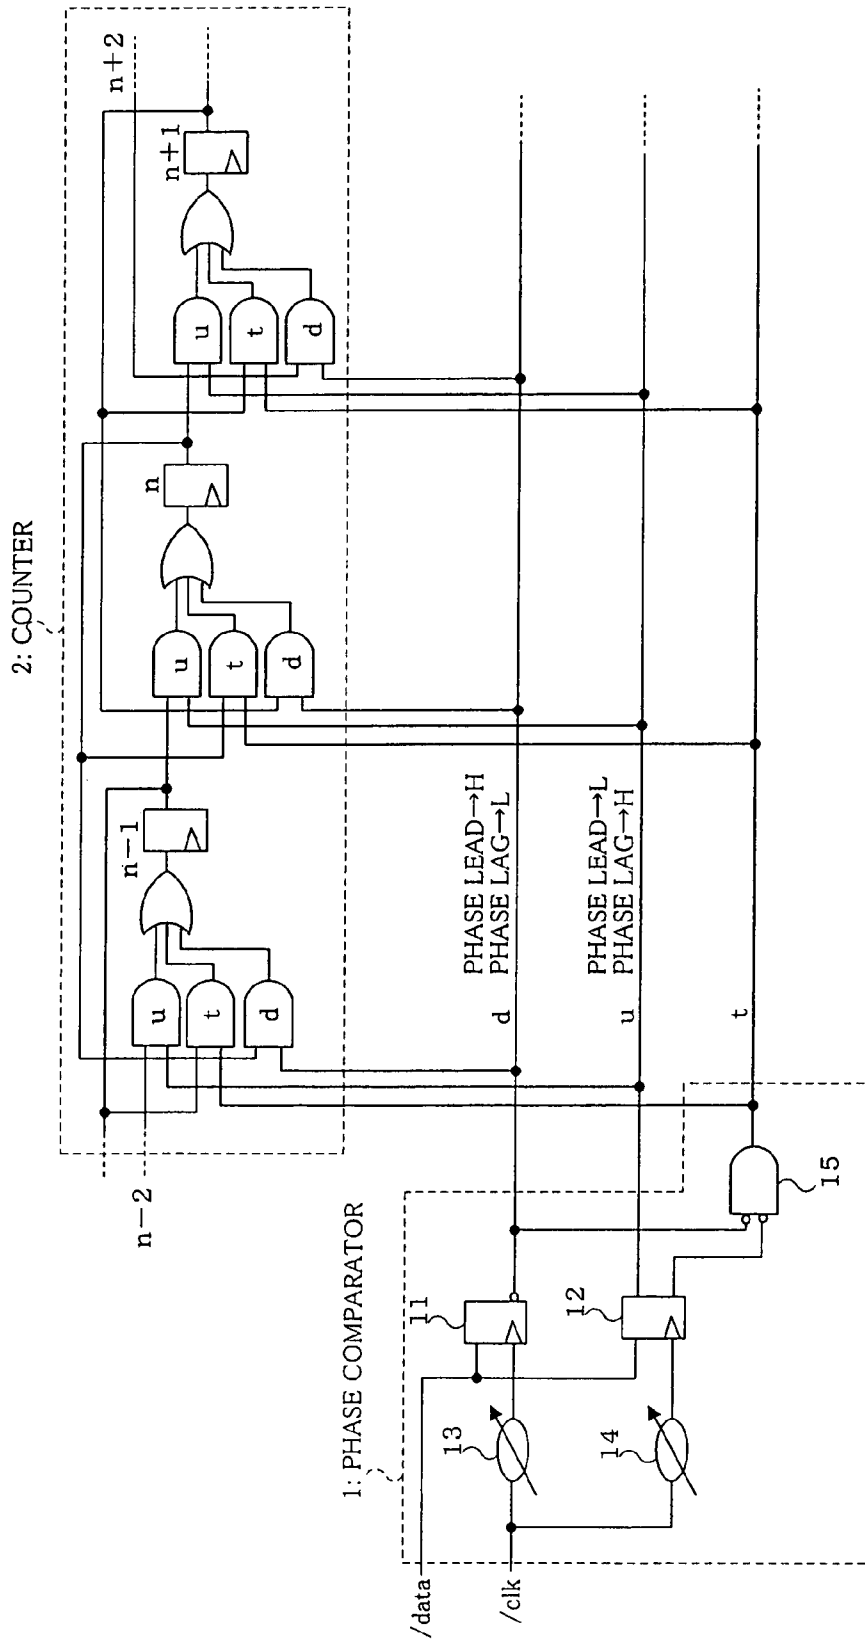 2: COUNTER
n−2
n−1
n
n+1
n+2
u
t
d
u
t
d
u
t
d
1: PHASE COMPARATOR
/data
/clk
13
14
11
12
15
d
PHASE LEAD→H
PHASE LAG→L
u
PHASE LEAD→L
PHASE LAG→H
t